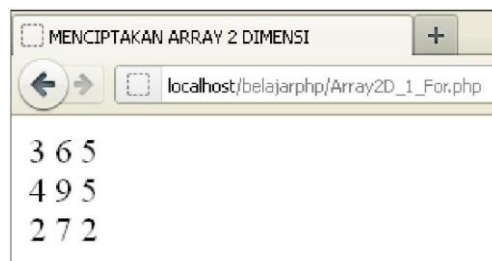 MENCIPTAKAN ARRAY 2 DIMENSI
localhost/belajarphp/Array2D_1_For.php
3 6 5
4 9 5
2 7 2